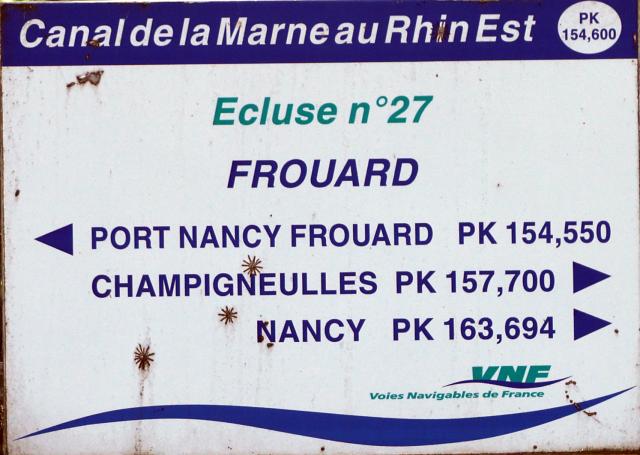 Canal de la Marne au Rhin Est
PK
154,600
Ecluse n°27
FROUARD
PORT NANCY FROUARD PK 154,550
CHAMPIGNEULLES PK 157,700
NANCY PK 163,694
VNF
Voies Navigables de France